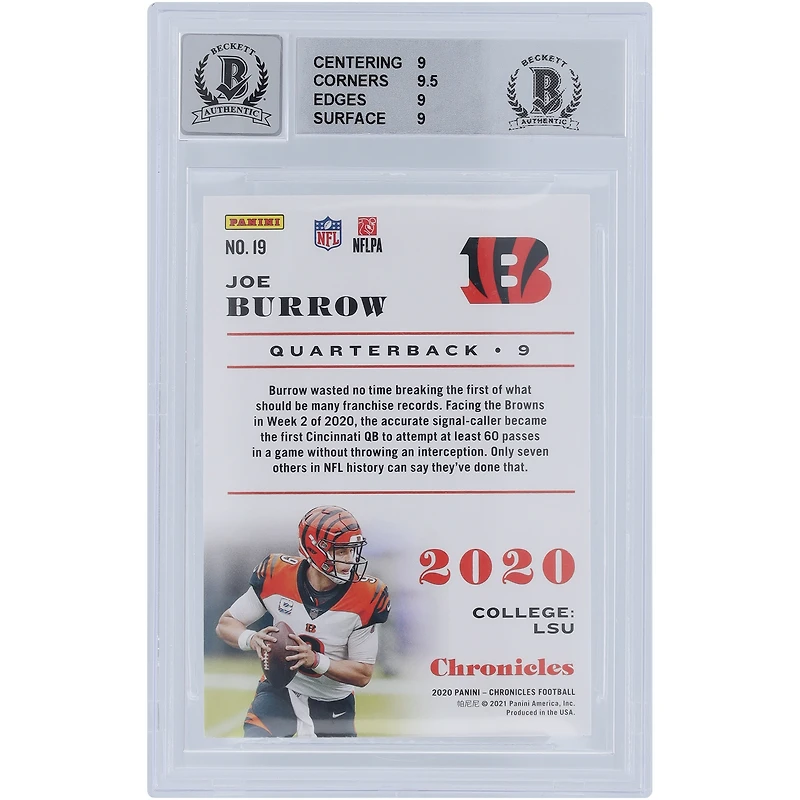 BECKETT
B
AUTHENTIC
CENTERING 9
CORNERS 9.5
EDGES 9
SURFACE 9
BECKETT
B
AUTHENTIC
PANINI
NO. 19
NFL
NFLPA
B
JOE
BURROW
QUARTERBACK • 9
Burrow wasted no time breaking the first of what
should be many franchise records. Facing the Browns
in Week 2 of 2020, the accurate signal-caller became
the first Cincinnati QB to attempt at least 60 passes
in a game without throwing an interception. Only seven
others in NFL history can say they've done that.
9
B
2020
COLLEGE:
LSU
Chronicles
2020 PANINI – CHRONICLES FOOTBALL
帕尼尼 © 2021 Panini America, Inc.
Produced in the USA.